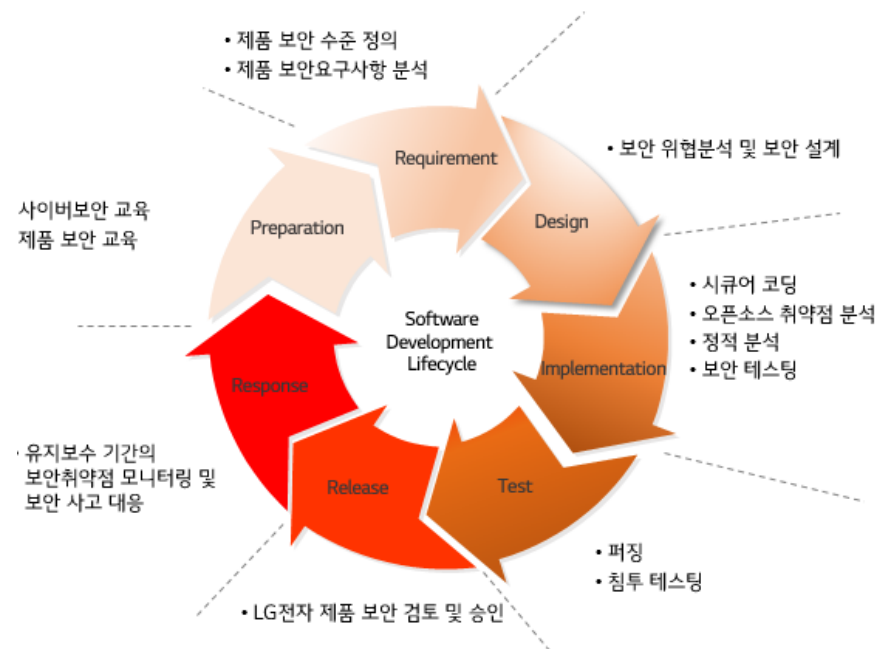 • 제품 보안 수준 정의
• 제품 보안요구사항 분석
Requirement
• 보안 위협분석 및 보안 설계
Design
사이버보안 교육
제품 보안 교육
Preparation
• 시큐어 코딩
• 오픈소스 취약점 분석
• 정적 분석
• 보안 테스팅
Implementation
Software
Development
Lifecycle
Response
• 유지보수 기간의
보안취약점 모니터링 및
보안 사고 대응
Release
Test
• 퍼징
• 침투 테스팅
• LG전자 제품 보안 검토 및 승인